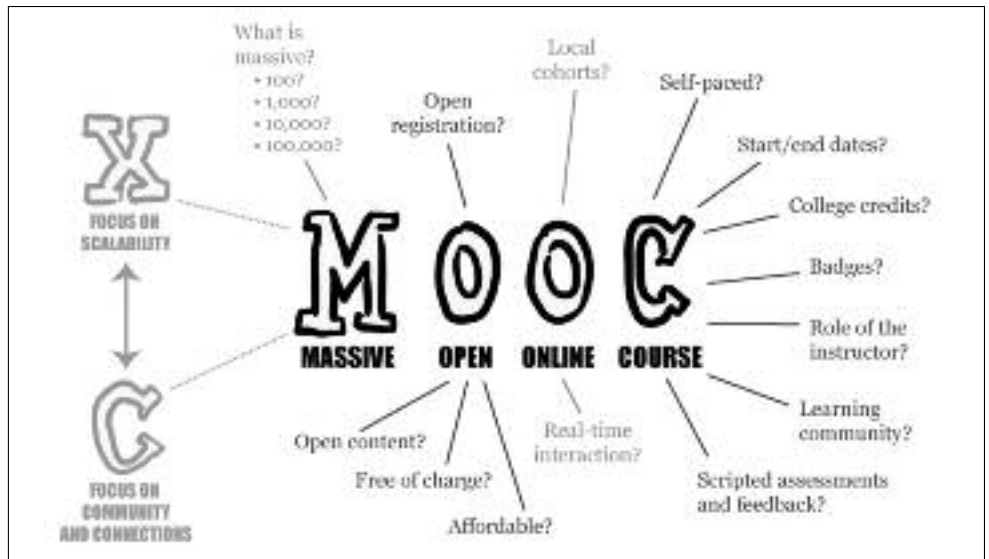 What is
massive?
• 100?
• 1,000?
• 10,000?
• 100,000?
Local
cohorts?
Self-paced?
Open
registration?
Start/end dates?
College credits?
Badges?
Role of the
instructor?
Learning
community?
Scripted assessments
and feedback?
X
FOCUS ON
SCALABILITY
C
FOCUS ON
COMMUNITY
AND CONNECTIONS
MOOC
MASSIVE OPEN ONLINE COURSE
Open content?
Free of charge?
Affordable?
Real-time
interaction?